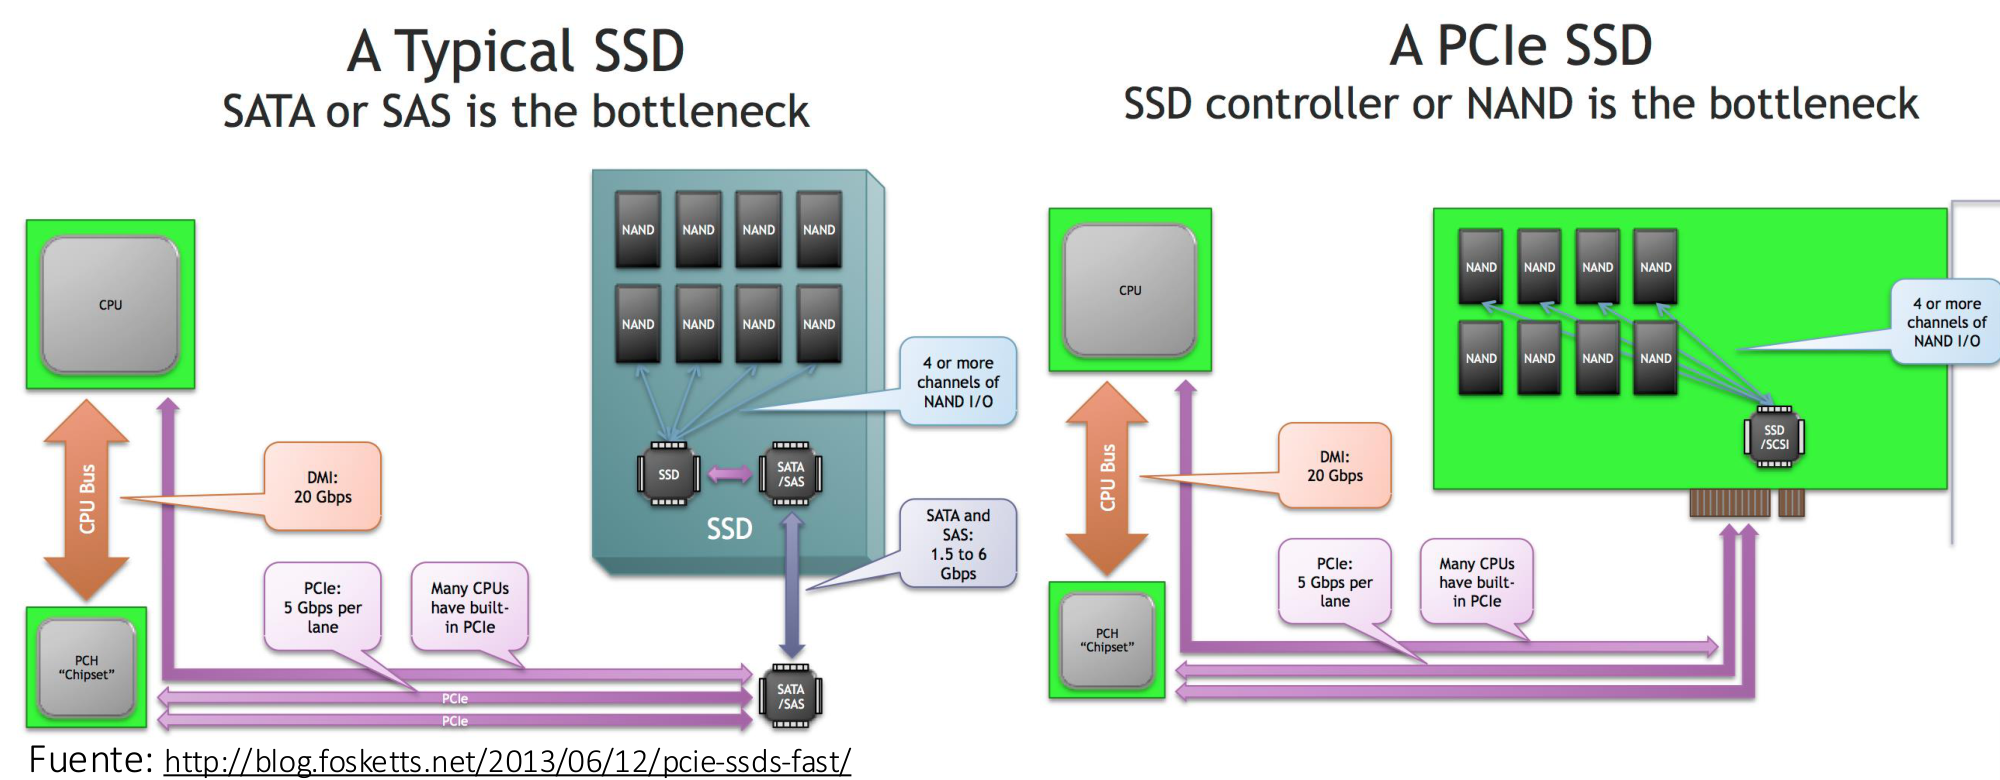 A Typical SSD
SATA or SAS is the bottleneck
NAND
NAND
NAND
NAND
NAND
NAND
NAND
NAND
CPU
4 or more
channels of
NAND I/O
CPU Bus
DMI:
20 Gbps
SSD
SATA
/SAS
SSD
SATA and
SAS:
1.5 to 6
Gbps
PCIe:
5 Gbps per
lane
Many CPUs
have built-
in PCIe
PCH
"Chipset"
PCIe
PCIe
SATA
/SAS
Fuente: http://blog.fosketts.net/2013/06/12/pcie-ssds-fast/
A PCIe SSD
SSD controller or NAND is the bottleneck
CPU
NAND
NAND
NAND
NAND
NAND
NAND
NAND
NAND
4 or more
channels of
NAND I/O
SSD
/SCSI
CPU Bus
DMI:
20 Gbps
PCIe:
5 Gbps per
lane
Many CPUs
have built-
in PCIe
PCH
"Chipset"